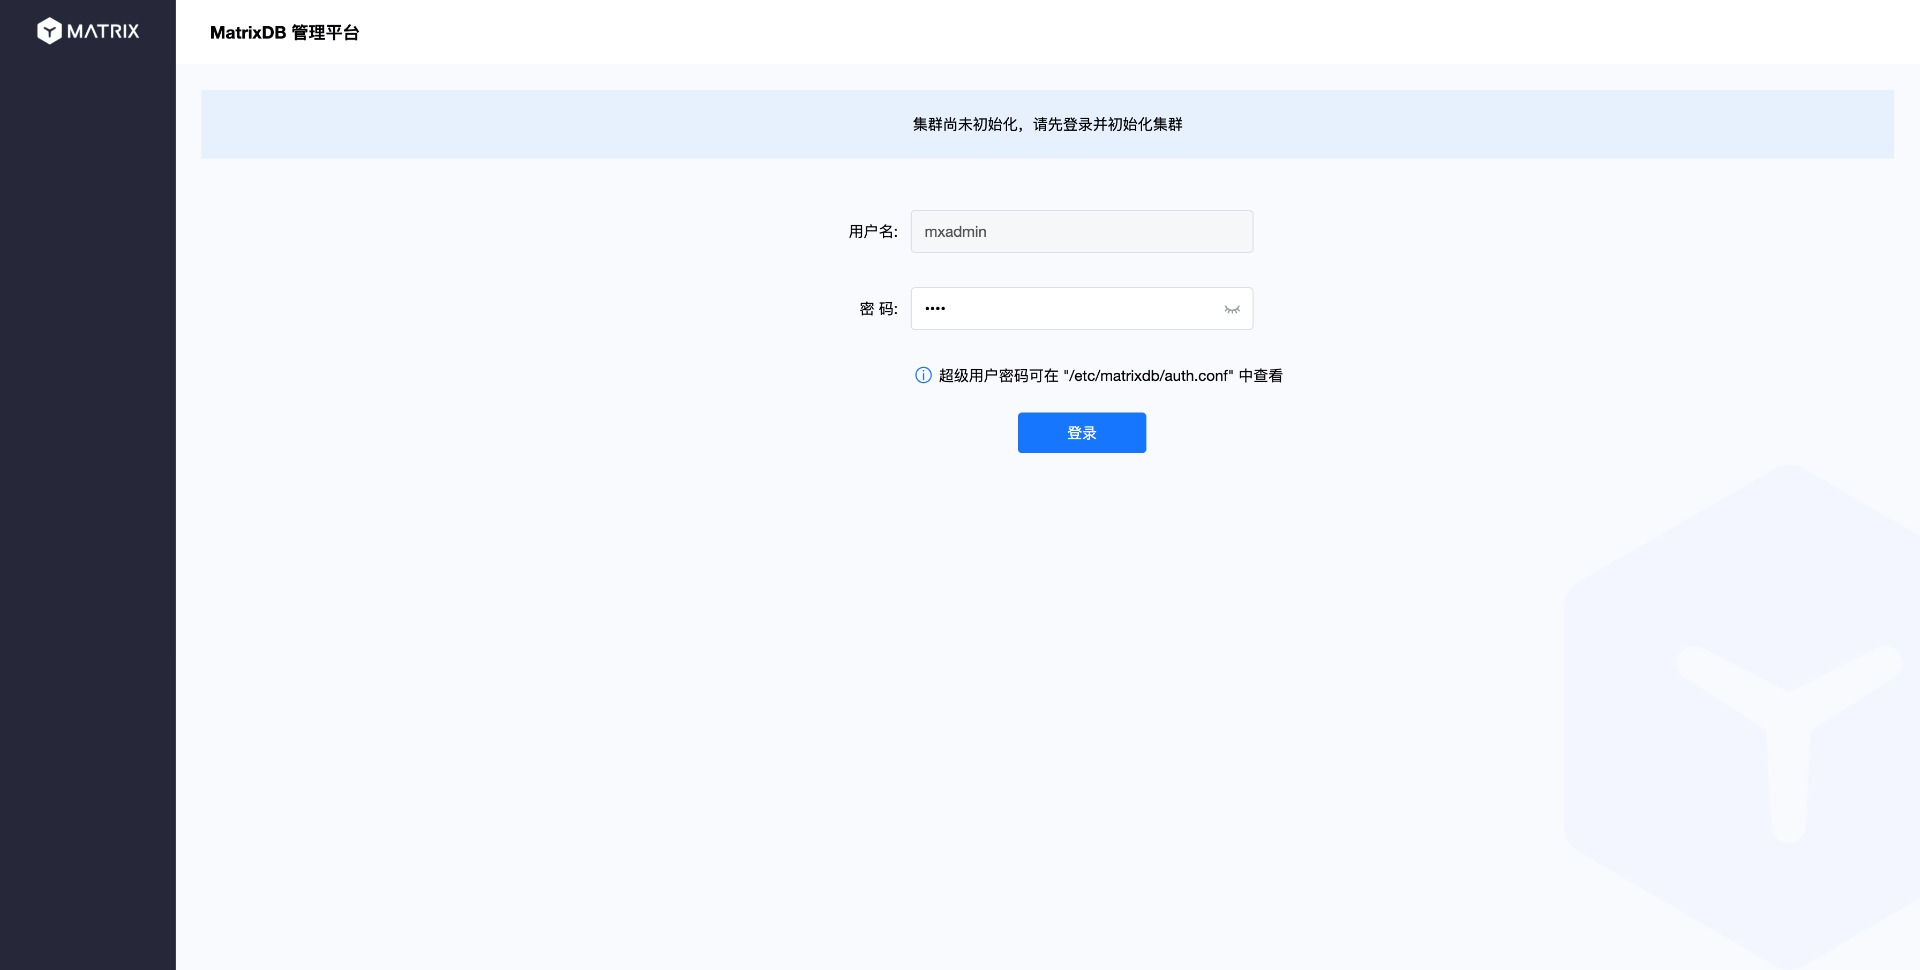 MATRIX
MatrixDB 管理平台
集群尚未初始化，请先登录并初始化集群
用户名: mxadmin
密 码: ••••
超级用户密码可在 "/etc/matrixdb/auth.conf" 中查看
登录